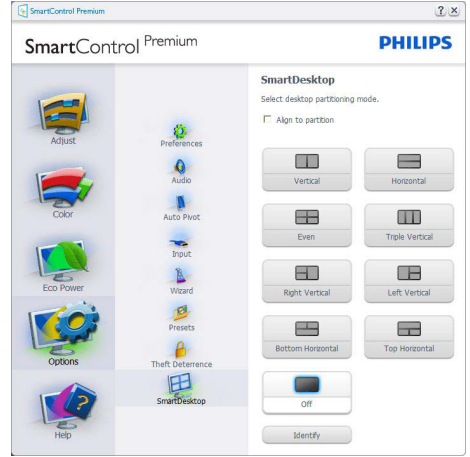 SmartControl Premium
SmartControl Premium
PHILIPS
Adjust
Color
Eco Power
Options
Help
Preferences
Audio
Auto Pivot
Input
Wizard
Presets
Theft Deterrence
SmartDesktop
SmartDesktop
Select desktop partitioning mode.
Align to partition
Vertical
Horizontal
Even
Triple Vertical
Right Vertical
Left Vertical
Bottom Horizontal
Top Horizontal
Off
Identify